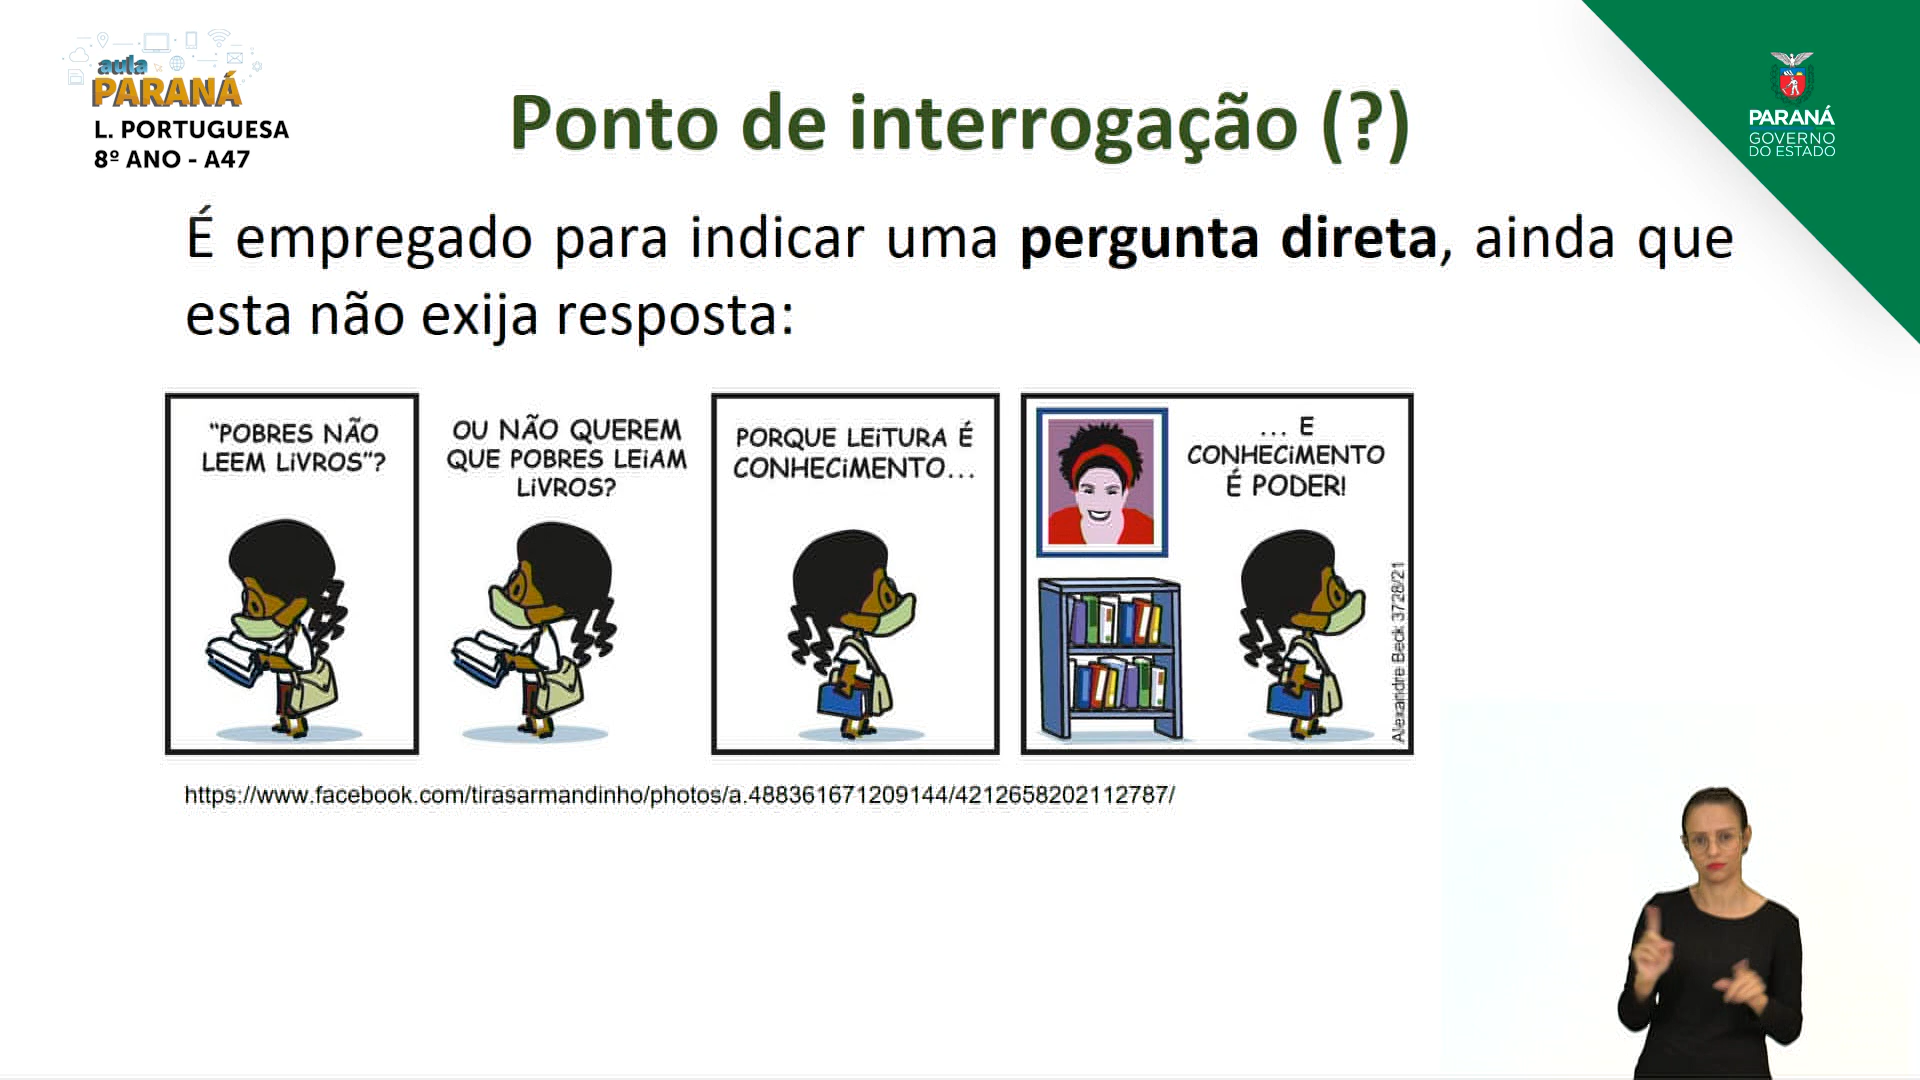 aula
PARANÁ
L. PORTUGUESA
8º ANO - A47
Ponto de interrogação (?)
PARANÁ
GOVERNO
DO ESTADO
É empregado para indicar uma pergunta direta, ainda que
esta não exija resposta:
“POBRES NÃO
LEEM LiVROS”?
OU NÃO QUEREM
QUE POBRES LEiAM
LiVROS?
PORQUE LEiTURA É
CONHECiMENTO...
... E
CONHECiMENTO
É PODER!
Alexandre Beck 3728/21
https://www.facebook.com/tirasarmandinho/photos/a.488361671209144/4212658202112787/